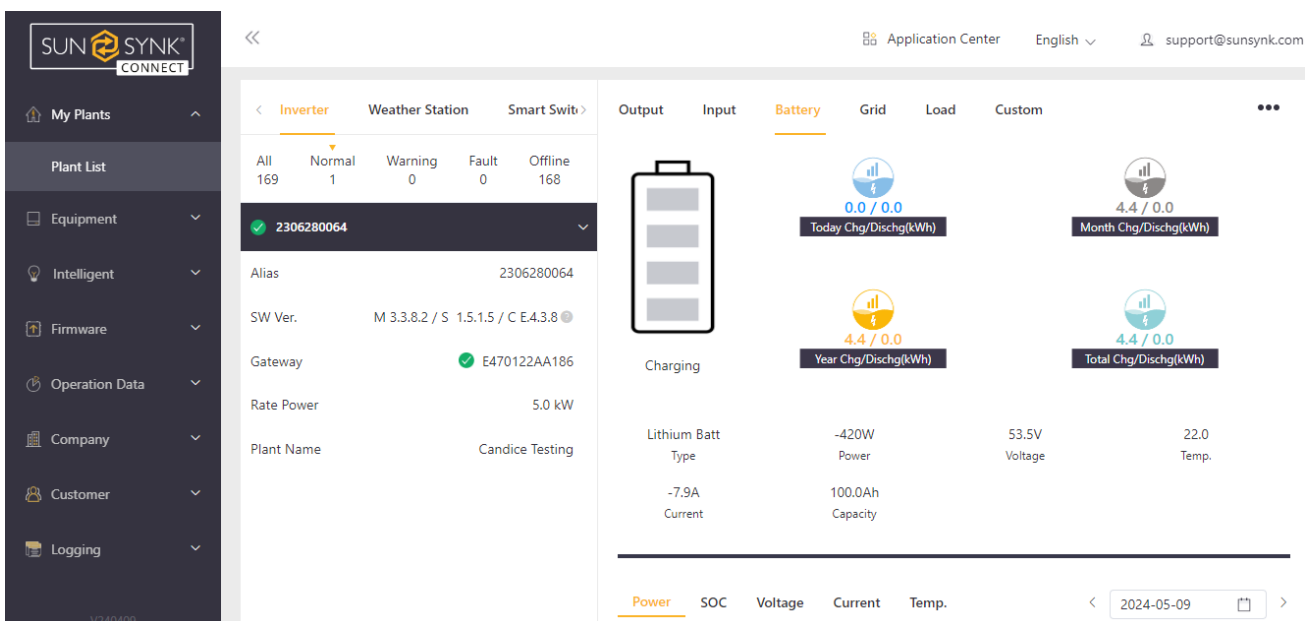 SUN SYNK®
CONNECT
Application Center English support@sunsynk.com
My Plants
Plant List
Equipment
Intelligent
Firmware
Operation Data
Company
Customer
Logging
V240409
Inverter Weather Station Smart Swit
All Normal Warning Fault Offline
169 1 0 0 168
2306280064
Alias 2306280064
SW Ver. M 3.3.8.2 / S 1.5.1.5 / C E.4.3.8
Gateway E470122AA186
Rate Power 5.0 kW
Plant Name Candice Testing
Output Input Battery Grid Load Custom
Charging
0.0 / 0.0
Today Chg/Dischg(kWh)
4.4 / 0.0
Month Chg/Dischg(kWh)
4.4 / 0.0
Year Chg/Dischg(kWh)
4.4 / 0.0
Total Chg/Dischg(kWh)
Lithium Batt -420W 53.5V 22.0
Type Power Voltage Temp.
-7.9A 100.0Ah
Current Capacity
Power SOC Voltage Current Temp. 2024-05-09